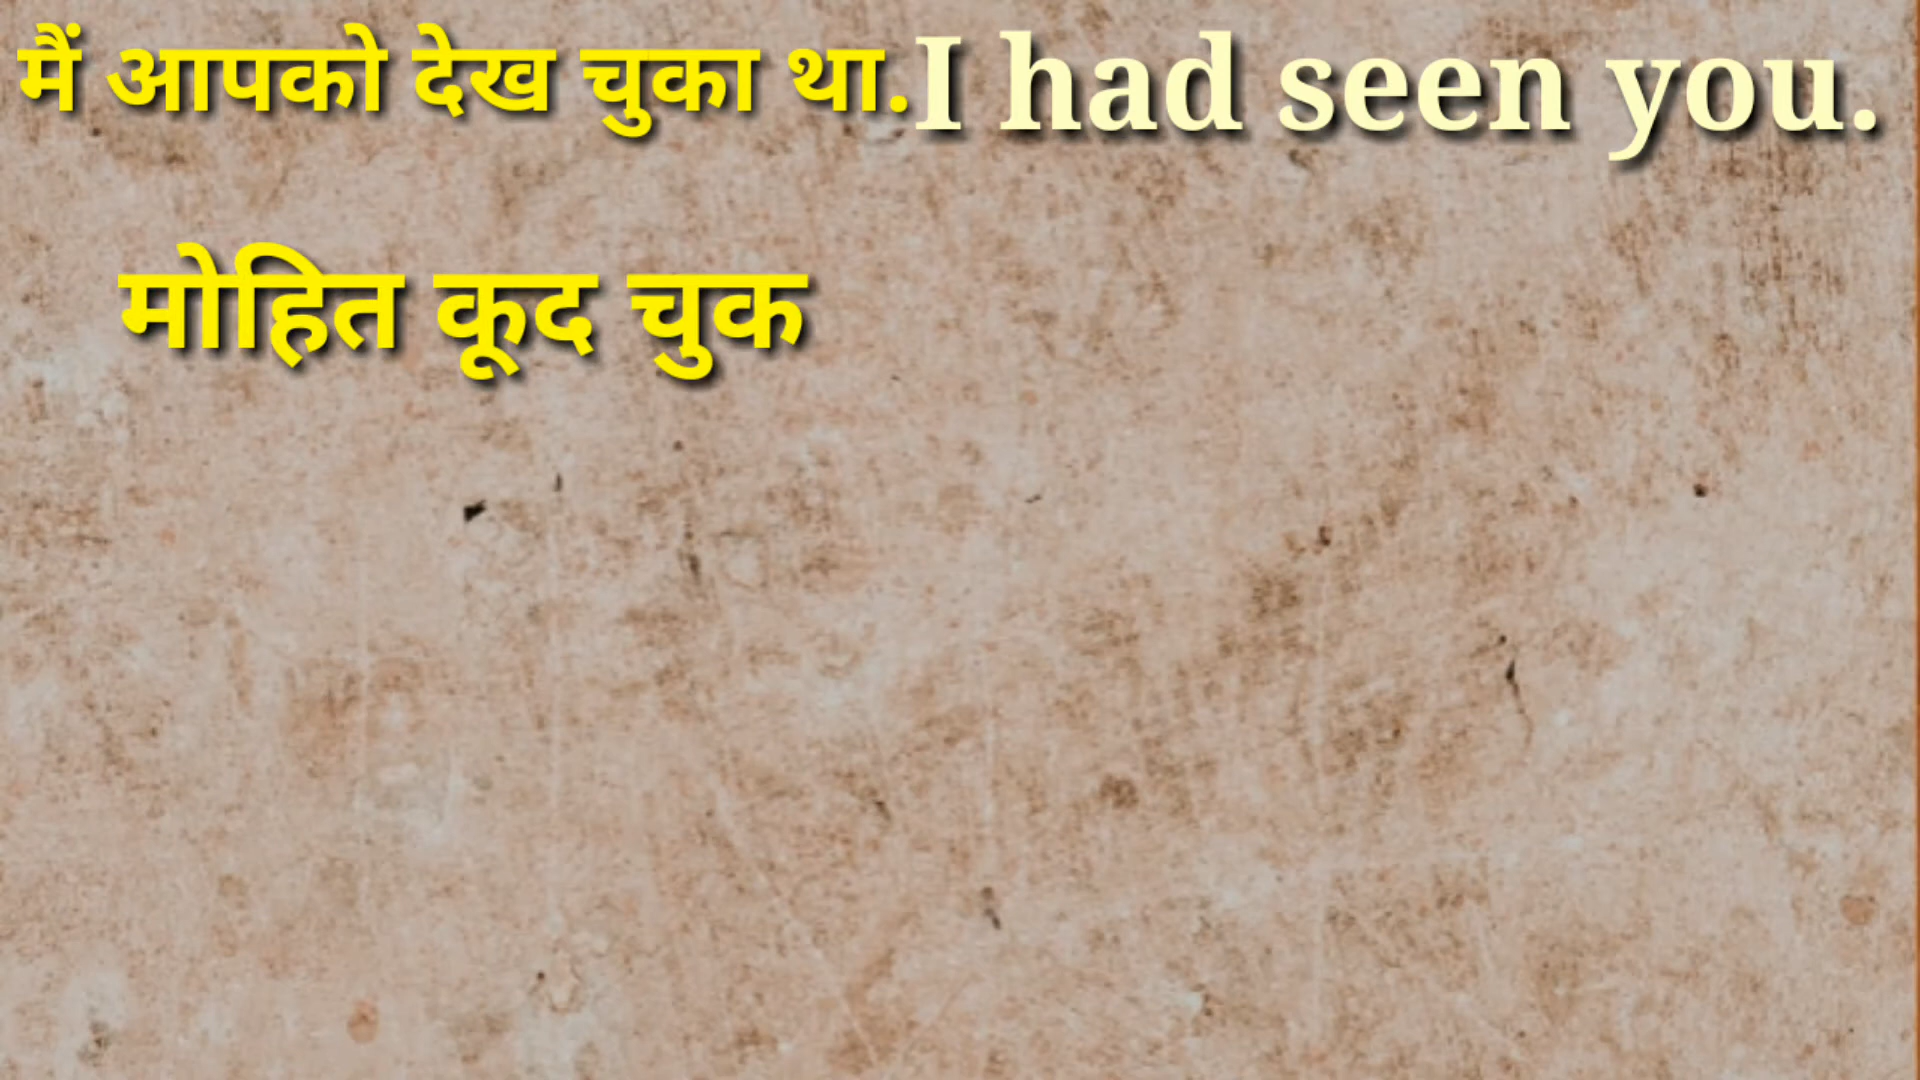 मैं आपको देख चुका था. I had seen you.
मोहित कूद चुक